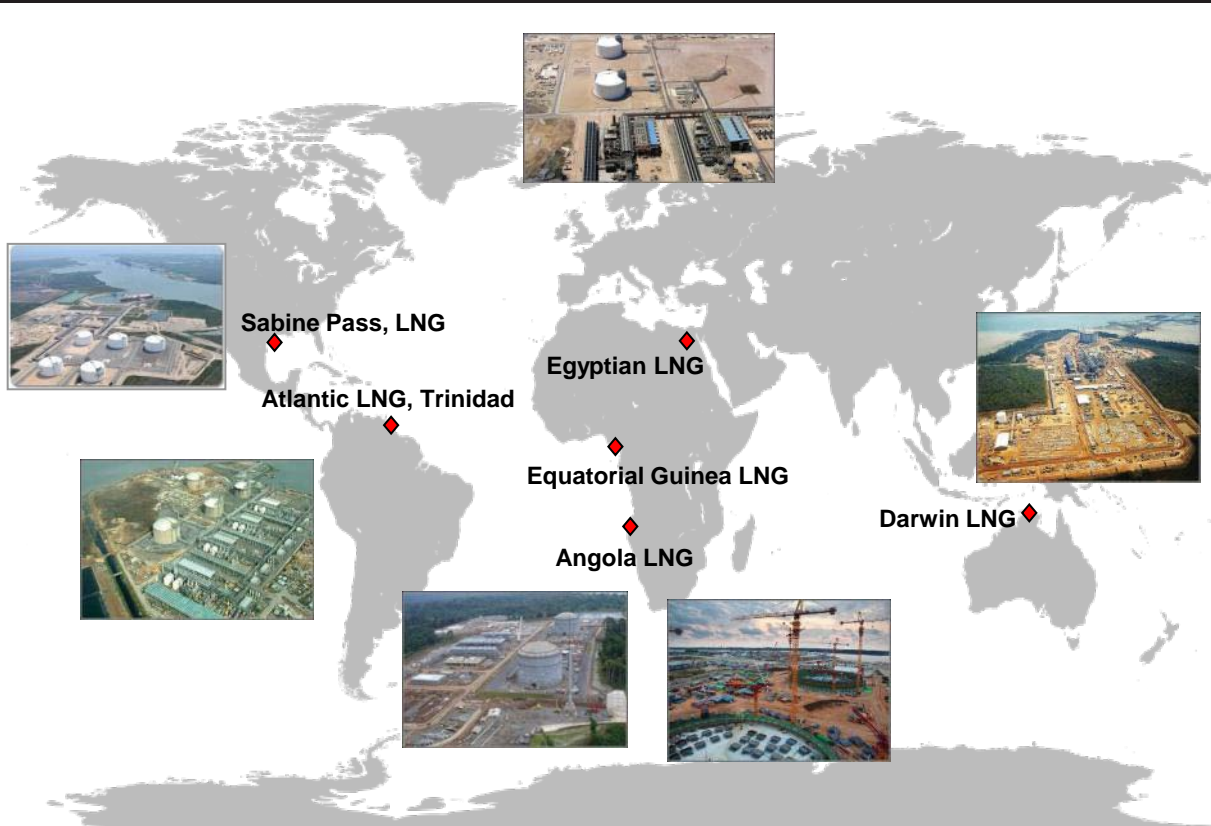 Sabine Pass, LNG
Egyptian LNG
Atlantic LNG, Trinidad
Equatorial Guinea LNG
Darwin LNG
Angola LNG